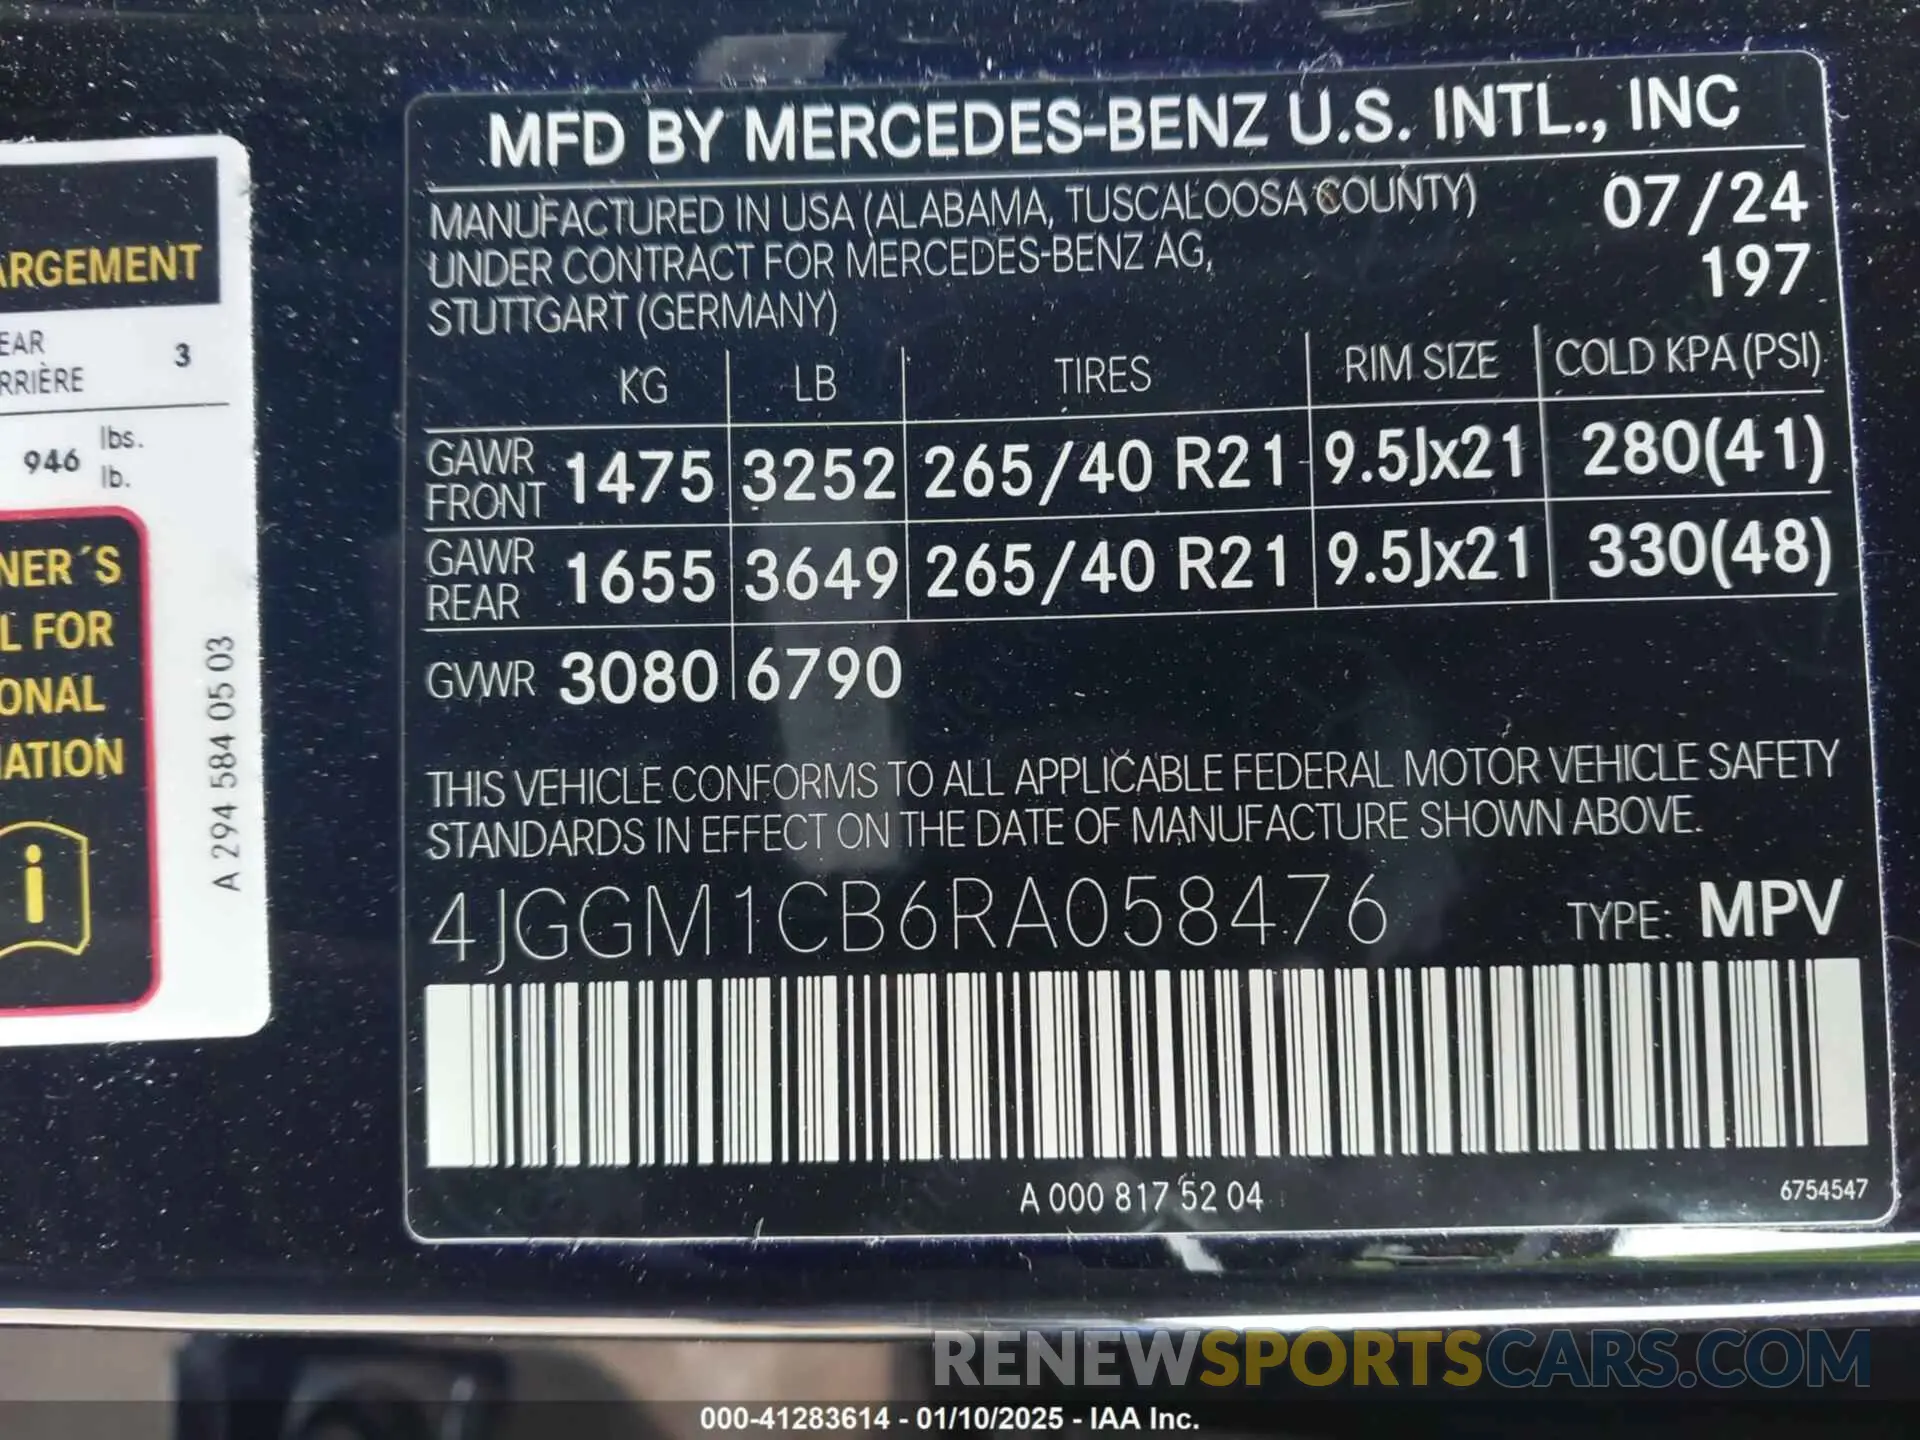 ARGEMENT
EAR
RRIÈRE
3
946 lbs.
lb.
NER´S
L FOR
ONAL
IATION
i
A 294 584 05 03
MFD BY MERCEDES-BENZ U.S. INTL., INC
MANUFACTURED IN USA (ALABAMA, TUSCALOOSA COUNTY)
UNDER CONTRACT FOR MERCEDES-BENZ AG,
STUTTGART (GERMANY)
07/24
197
KG LB TIRES RIM SIZE COLD KPA (PSI)
GAWR FRONT 1475 3252 265/40 R21 9.5Jx21 280(41)
GAWR REAR 1655 3649 265/40 R21 9.5Jx21 330(48)
GVWR 3080 6790
THIS VEHICLE CONFORMS TO ALL APPLICABLE FEDERAL MOTOR VEHICLE SAFETY
STANDARDS IN EFFECT ON THE DATE OF MANUFACTURE SHOWN ABOVE.
4JGGM1CB6RA058476 TYPE: MPV
A 000 817 52 04
6754547
RENEWSPORTSCARS.COM
000-41283614 - 01/10/2025 - IAA Inc.